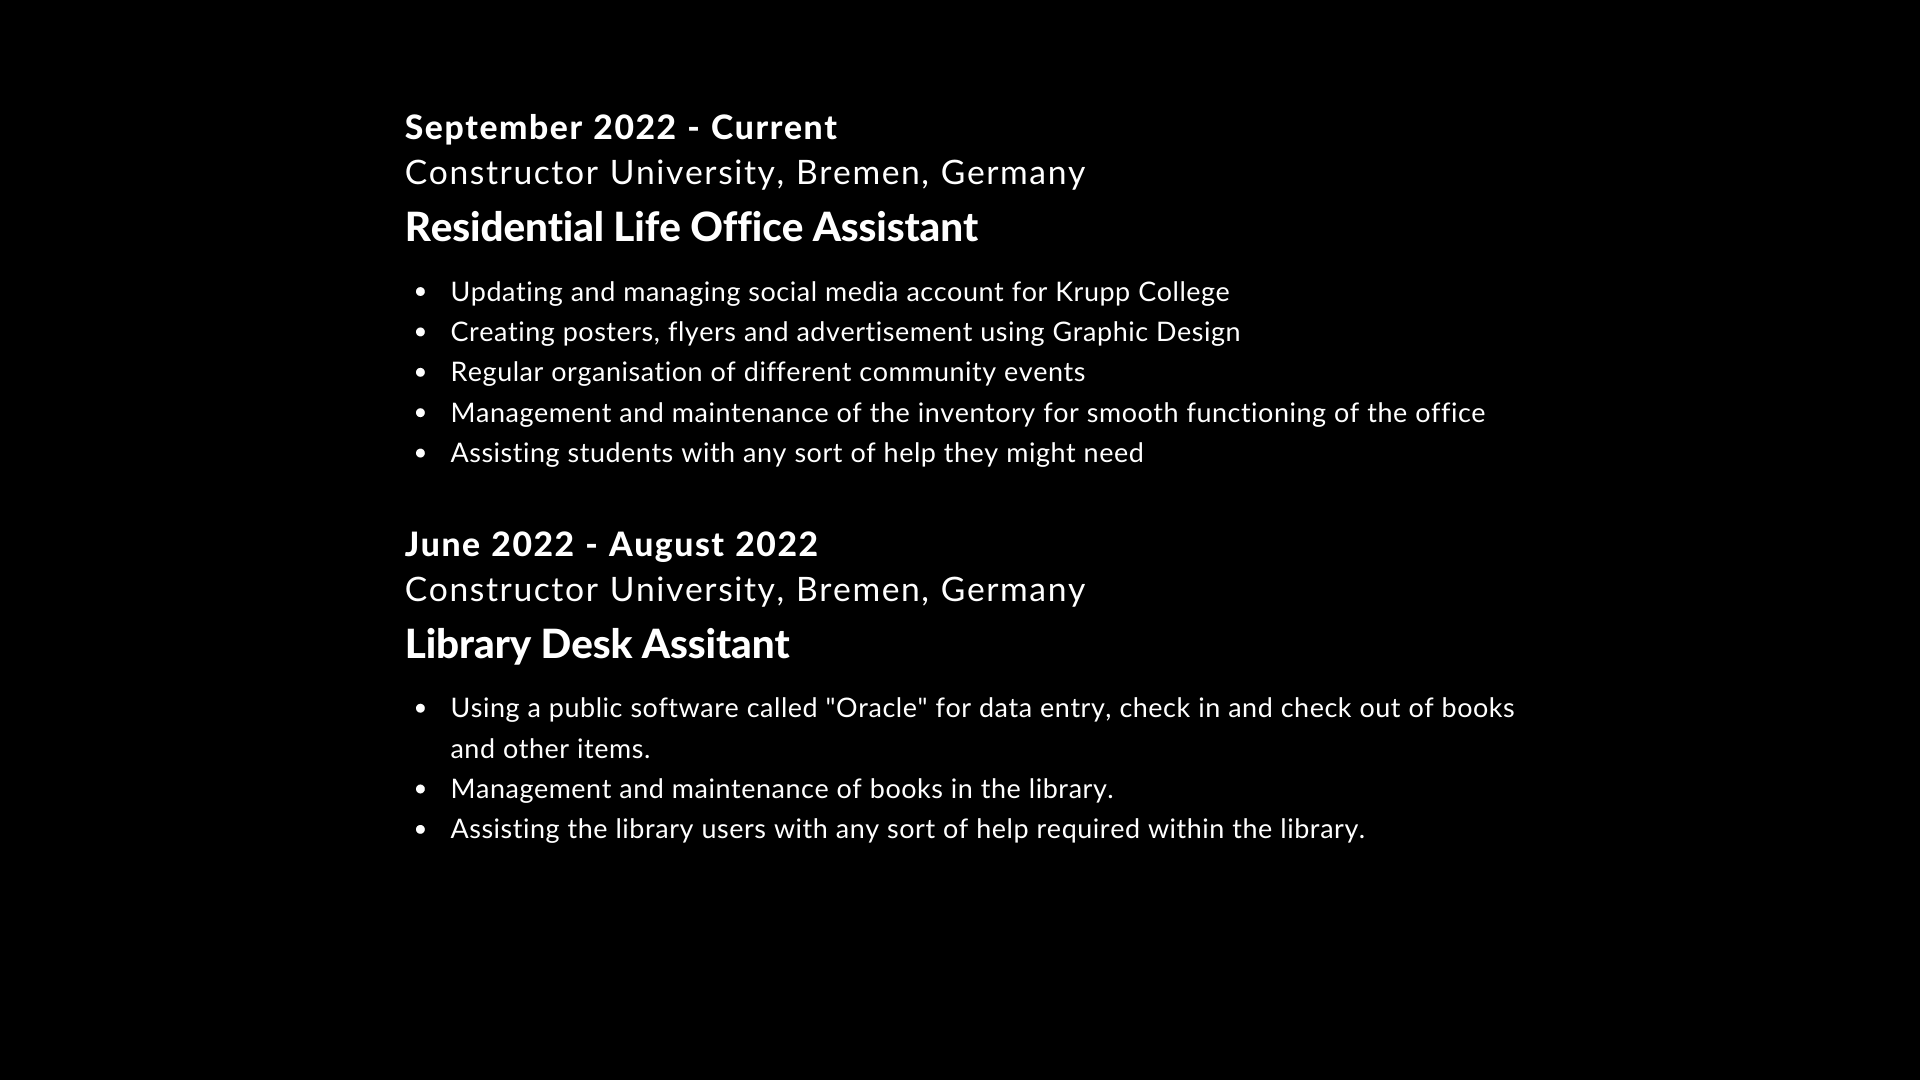 September 2022 - Current
Constructor University, Bremen, Germany
Residential Life Office Assistant
• Updating and managing social media account for Krupp College
• Creating posters, flyers and advertisement using Graphic Design
• Regular organisation of different community events
• Management and maintenance of the inventory for smooth functioning of the office
• Assisting students with any sort of help they might need
June 2022 - August 2022
Constructor University, Bremen, Germany
Library Desk Assitant
• Using a public software called "Oracle" for data entry, check in and check out of books
and other items.
• Management and maintenance of books in the library.
• Assisting the library users with any sort of help required within the library.